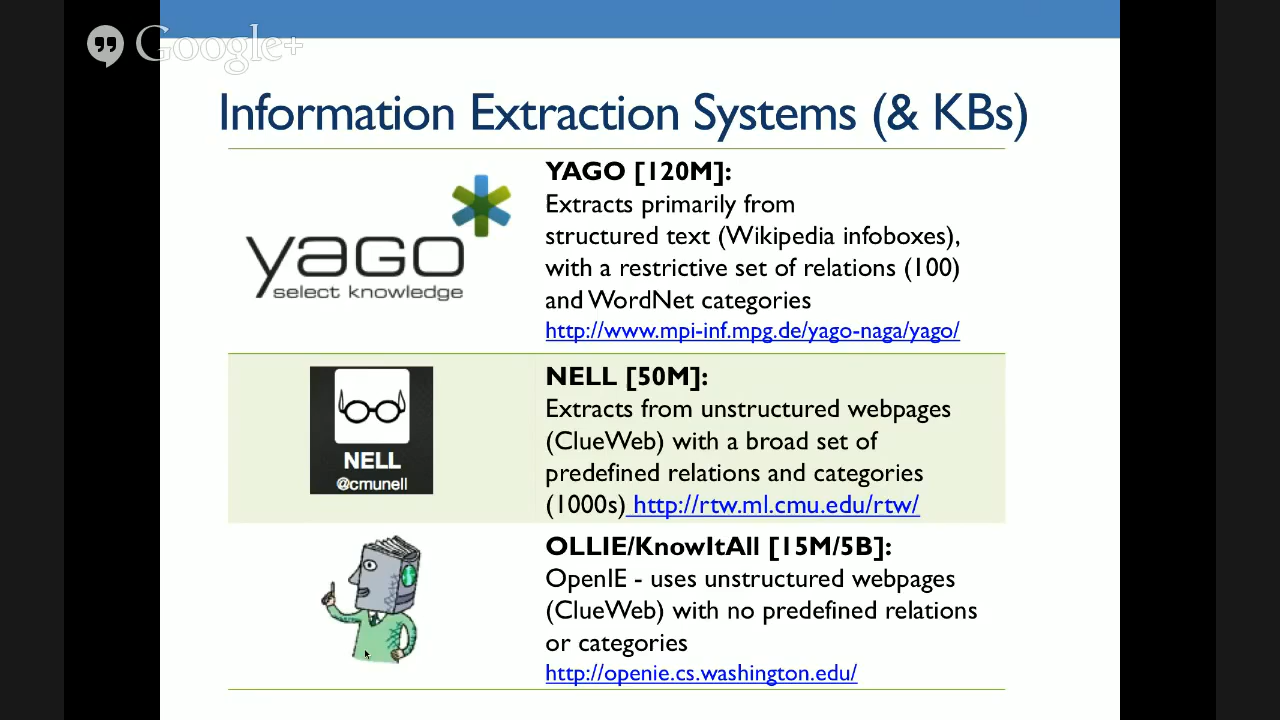 Google+
Information Extraction Systems (& KBs)
yago
select knowledge
YAGO [120M]:
Extracts primarily from
structured text (Wikipedia infoboxes),
with a restrictive set of relations (100)
and WordNet categories
http://www.mpi-inf.mpg.de/yago-naga/yago/
NELL
@cmunell
NELL [50M]:
Extracts from unstructured webpages
(ClueWeb) with a broad set of
predefined relations and categories
(1000s) http://rtw.ml.cmu.edu/rtw/
OLLIE/KnowItAll [15M/5B]:
OpenIE - uses unstructured webpages
(ClueWeb) with no predefined relations
or categories
http://openie.cs.washington.edu/